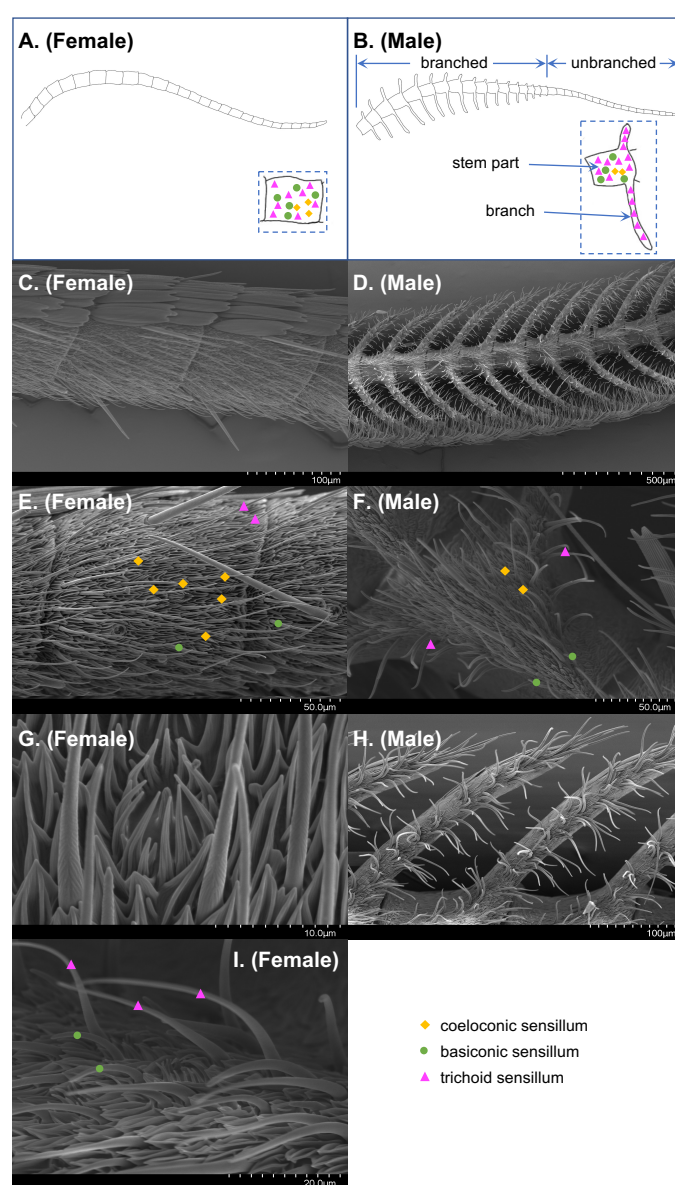 A. (Female)
B. (Male)
branched
unbranched
stem part
branch
C. (Female)
D. (Male)
100µm
500µm
E. (Female)
F. (Male)
50.0µm
50.0µm
G. (Female)
H. (Male)
10.0µm
100µm
I. (Female)
20.0µm
coeloconic sensillum
basiconic sensillum
trichoid sensillum